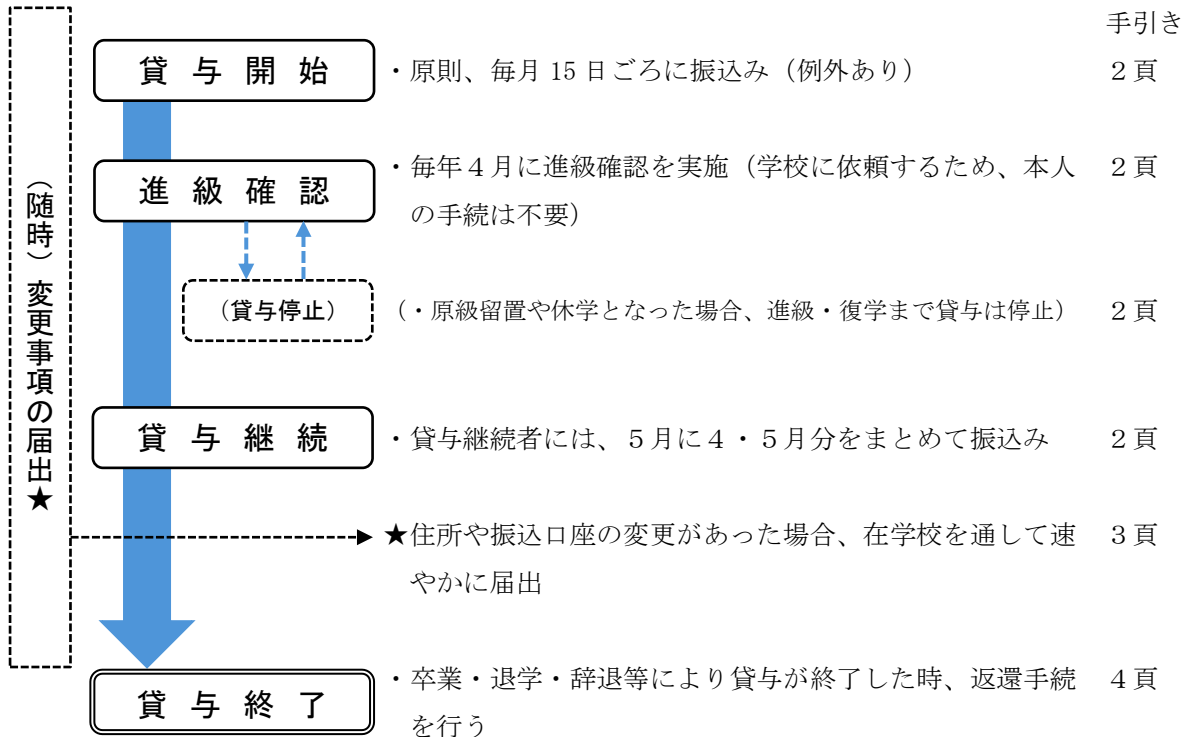 手引き
貸与開始
・原則、毎月 15 日ごろに振込み（例外あり）
２頁
進級確認
・毎年４月に進級確認を実施（学校に依頼するため、本人
の手続は不要）
２頁
（貸与停止）
（・原級留置や休学となった場合、進級・復学まで貸与は停止）
２頁
（随時）変更事項の届出★
貸与継続
・貸与継続者には、５月に４・５月分をまとめて振込み
２頁
★住所や振込口座の変更があった場合、在学校を通して速
やかに届出
３頁
貸与終了
・卒業・退学・辞退等により貸与が終了した時、返還手続
を行う
４頁